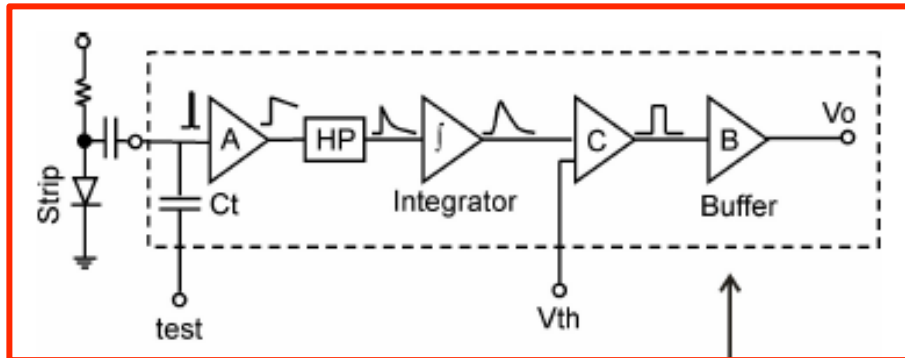 Vo
A
HP
∫
C
B
Strip
Ct
Integrator
Buffer
test
Vth